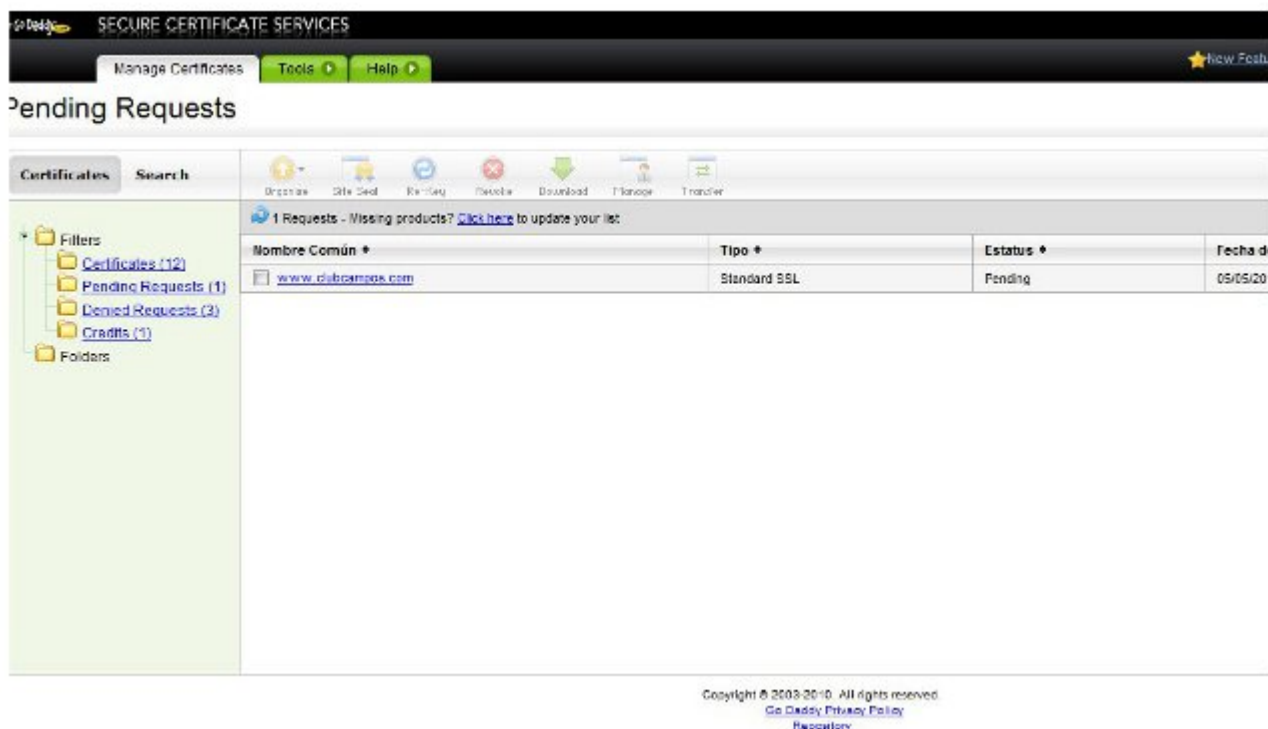 Go Daddy SECURE CERTIFICATE SERVICES
Manage Certificates Tools Help New Featu
Pending Requests
Certificates Search
Organize Site Seal Re-Key Revoke Download Manage Transfer
1 Requests - Missing products? Click here to update your list
Filters
Certificates (12)
Pending Requests (1)
Denied Requests (3)
Credits (1)
Folders
Nombre Común Tipo Estatus Fecha d
www.clubcampos.com Standard SSL Pending 05/05/20
Copyright © 2003-2010. All rights reserved.
Go Daddy Privacy Policy
Repository